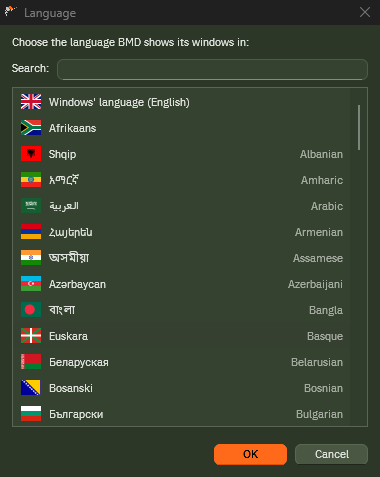 Language
Choose the language BMD shows its windows in:
Search:
Windows' language (English)
Afrikaans
Shqip Albanian
አማርኛ Amharic
العربية Arabic
Հայերեն Armenian
অসমীয়া Assamese
Azərbaycan Azerbaijani
বাংলা Bangla
Euskara Basque
Беларуская Belarusian
Bosanski Bosnian
Български Bulgarian
OK Cancel